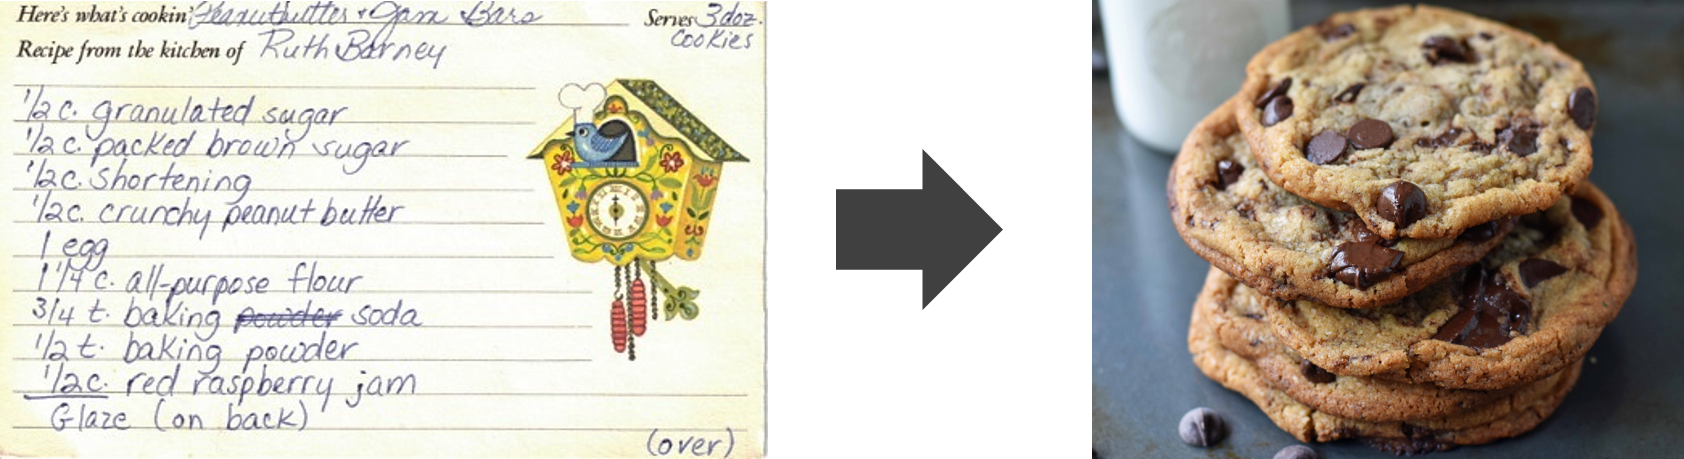 Here's what's cookin' Peanutbutter & Jam Bars Serves 3 doz.
Cookies
Recipe from the kitchen of Ruth Barney
1/2 c. granulated sugar
1/2 c. packed brown sugar
1/2 c. shortening
1/2 c. crunchy peanut butter
1 egg
1 1/4 c. all-purpose flour
3/4 t. baking powder soda
1/2 t. baking powder
1/2 c. red raspberry jam
Glaze (on back)
(over)